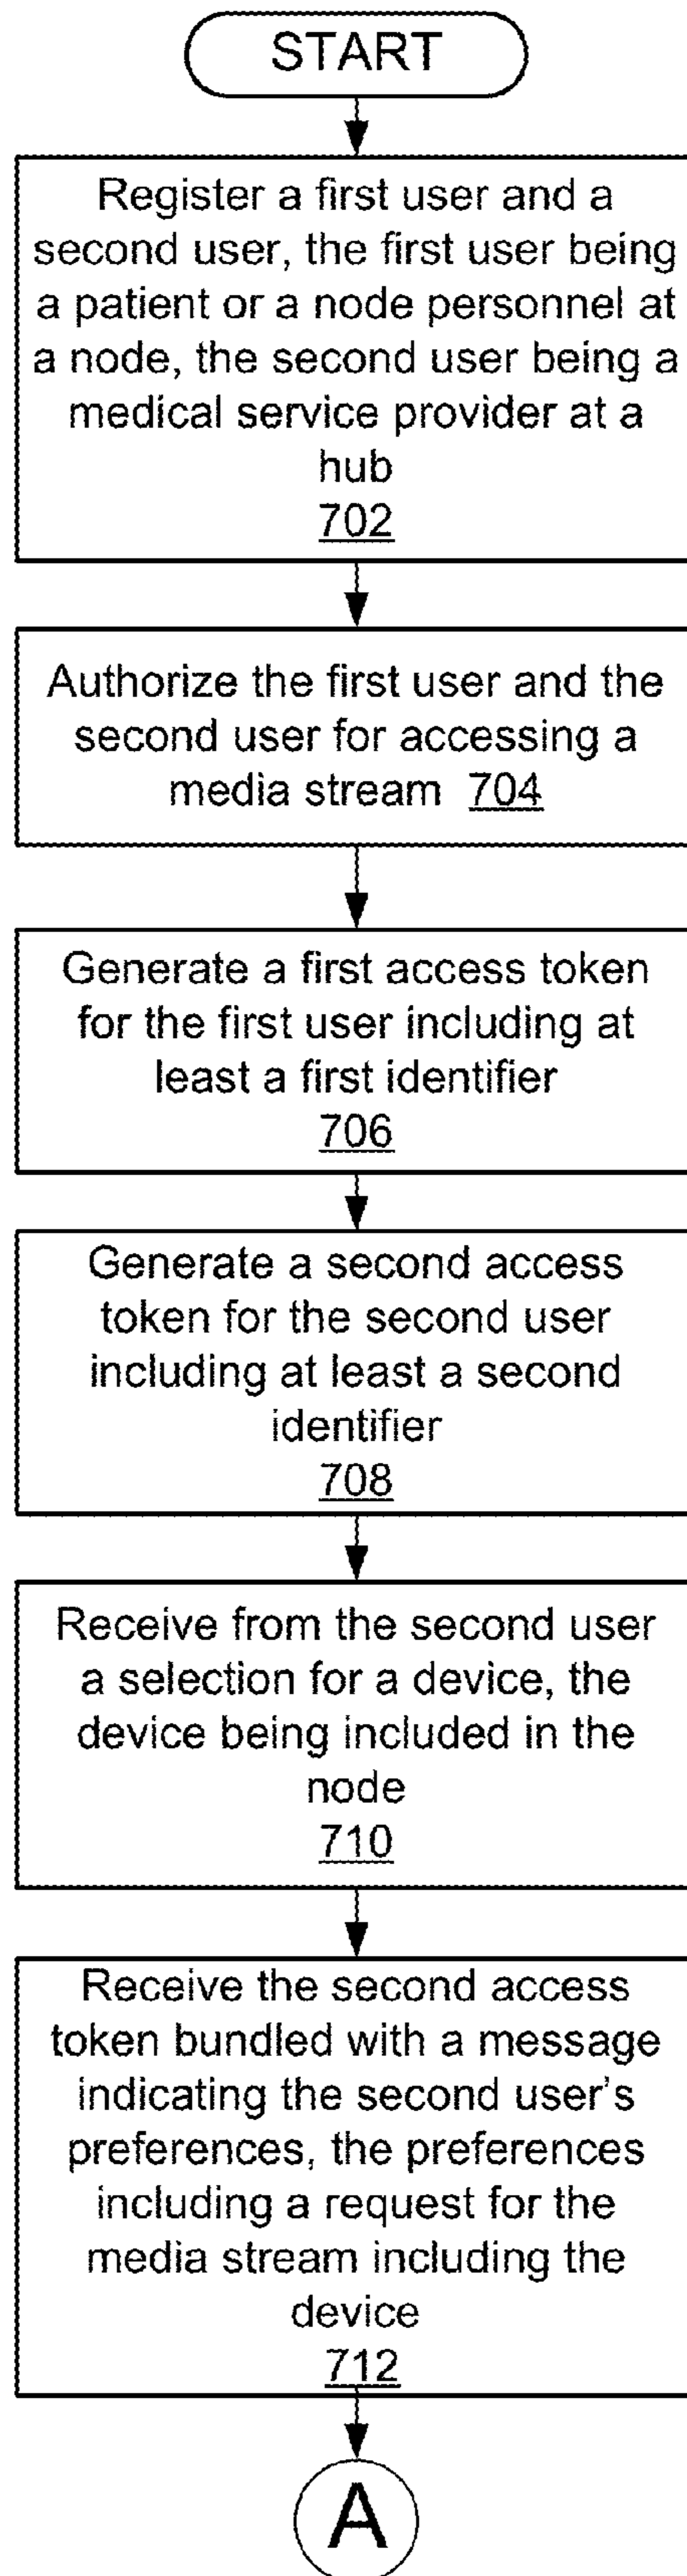 START
Register a first user and a
second user, the first user being
a patient or a node personnel at
a node, the second user being a
medical service provider at a
hub
702
Authorize the first user and the
second user for accessing a
media stream 704
Generate a first access token
for the first user including at
least a first identifier
706
Generate a second access
token for the second user
including at least a second
identifier
708
Receive from the second user
a selection for a device, the
device being included in the
node
710
Receive the second access
token bundled with a message
indicating the second user's
preferences, the preferences
including a request for the
media stream including the
device
712
A